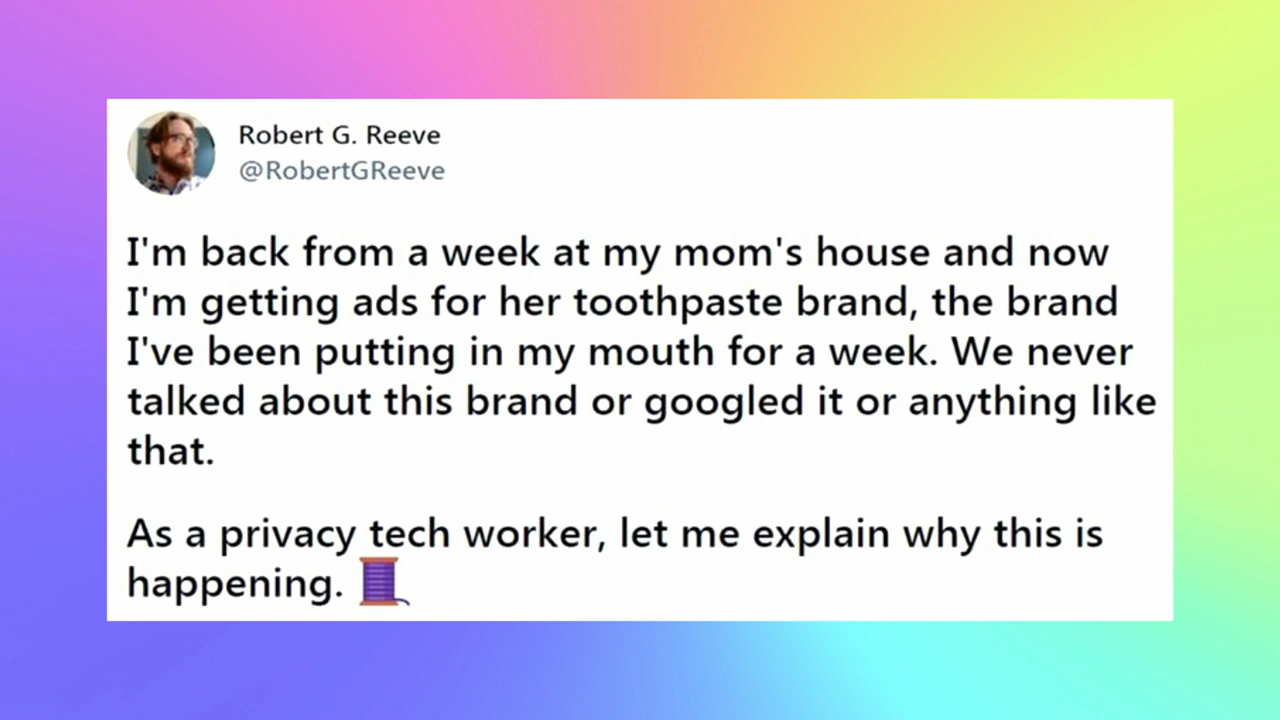 Robert G. Reeve
@RobertGReeve
I'm back from a week at my mom's house and now
I'm getting ads for her toothpaste brand, the brand
I've been putting in my mouth for a week. We never
talked about this brand or googled it or anything like
that.
As a privacy tech worker, let me explain why this is
happening. 🧵